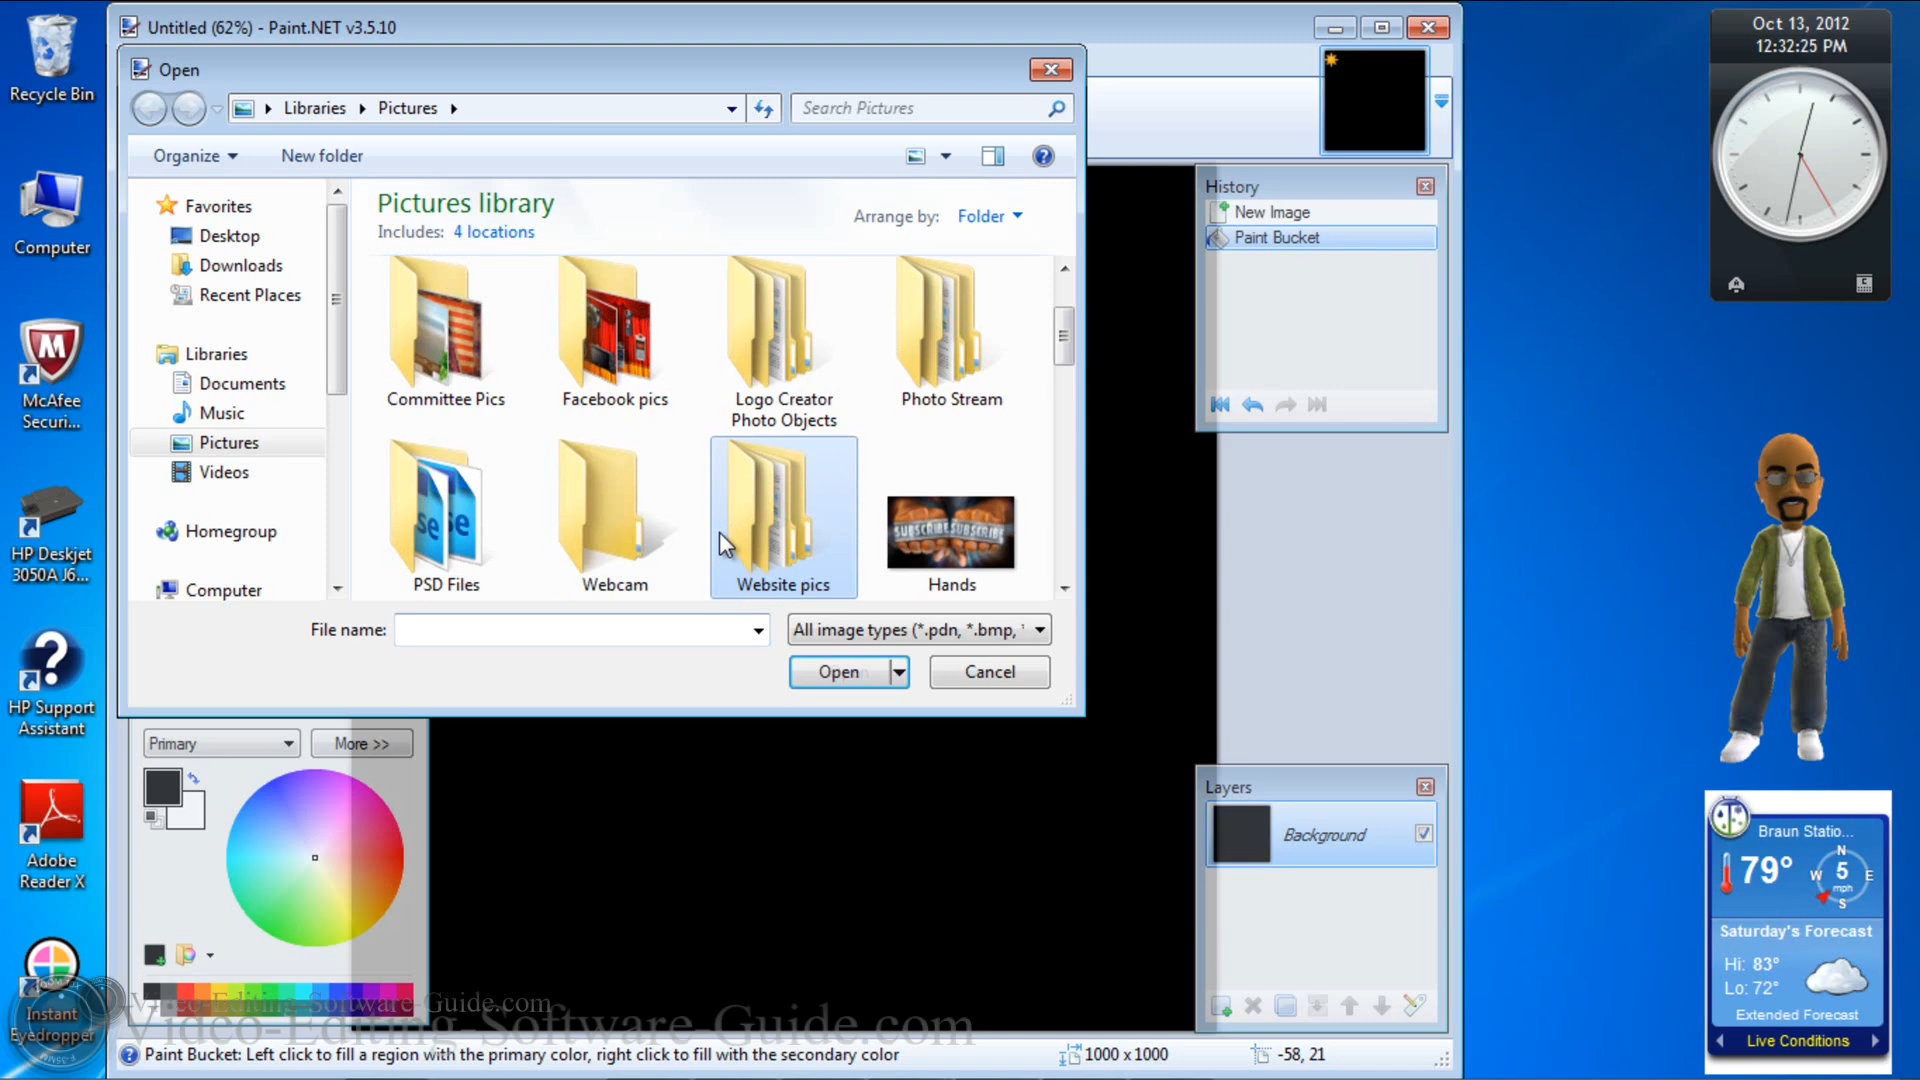 Recycle Bin
Computer
McAfee
Securi...
HP Deskjet
3050A J6...
HP Support
Assistant
Adobe
Reader X
Instant
Eyedropper
Untitled (62%) - Paint.NET v3.5.10
Open
Libraries
Pictures
Search Pictures
Organize
New folder
Favorites
Desktop
Downloads
Recent Places
Libraries
Documents
Music
Pictures
Videos
Homegroup
Computer
Pictures library
Includes: 4 locations
Arrange by: Folder
Committee Pics
Facebook pics
Logo Creator
Photo Objects
Photo Stream
PSD Files
Webcam
Website pics
SUBSCRIBE SUBSCRIBE
Hands
File name:
All image types (*.pdn, *.bmp,
Open
Cancel
History
New Image
Paint Bucket
Primary
More >>
Layers
Background
Video-Editing-Software-Guide.com
Video-Editing-Software-Guide.com
Paint Bucket: Left click to fill a region with the primary color, right click to fill with the secondary color
1000 x 1000
-58, 21
Oct 13, 2012
12:32:25 PM
Braun Statio...
79°
N
W 5 E
mph
S
Saturday's Forecast
Hi: 83°
Lo: 72°
Extended Forecast
Live Conditions